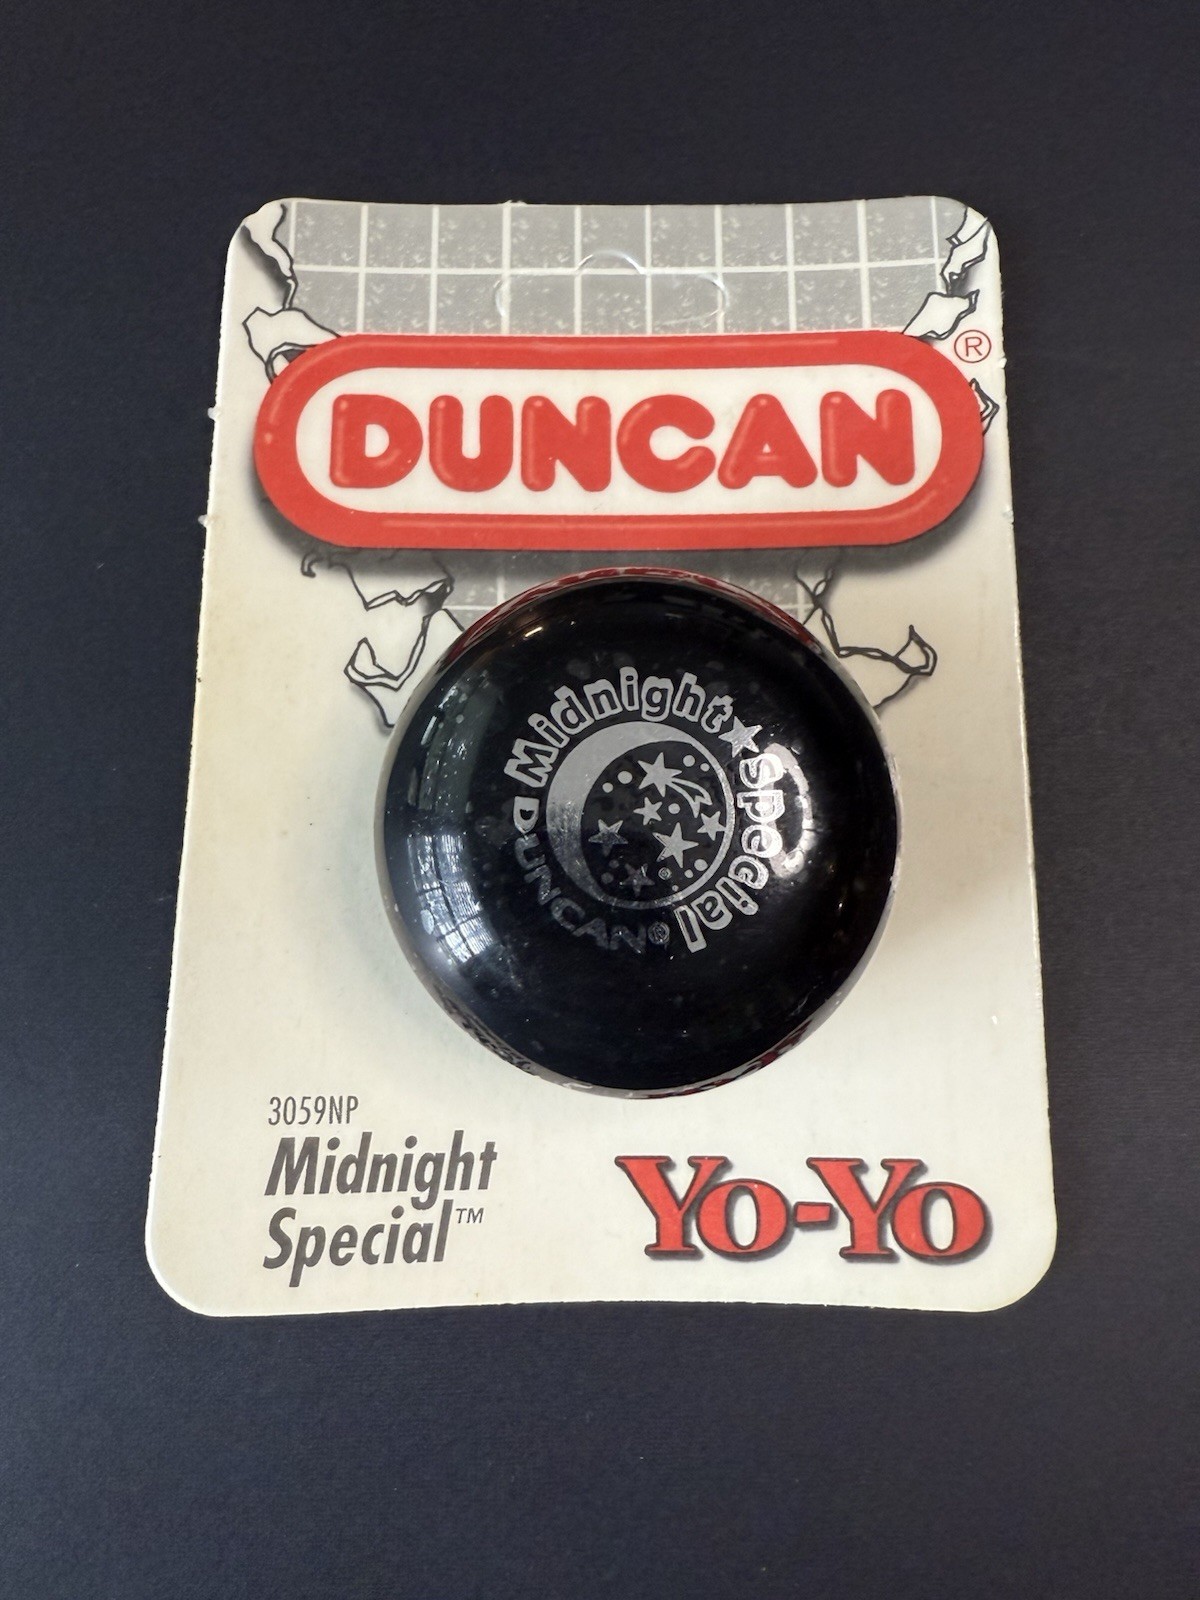 DUNCAN®
Midnight★Special
DUNCAN®
3059NP
Midnight
Special™
Yo-Yo